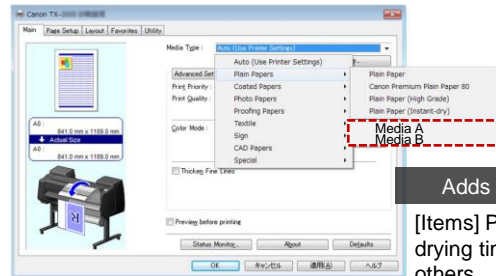 Canon TX-
Main Page Setup Layout Favorites Utility
Media Type : Auto (Use Printer Settings)
Auto (Use Printer Settings)
Advanced Set Plain Papers Plain Paper
Print Priority : Coated Papers Canon Premium Plain Paper 80
Print Quality : Photo Papers Plain Paper (High Grade)
Proofing Papers Plain Paper (Instant-dry)
Textile Media A
Color Mode : Sign Media B
CAD Papers
Special
A0 :
841.0 mm x 1189.0 mm
Actual Size
A0 :
841.0 mm x 1189.0 mm
Thicken Fine Lines
Adds
Preview before printing
[Items] P
drying tim
Status Monitor... About Defaults
others
OK キャンセル 適用(A) ヘルプ